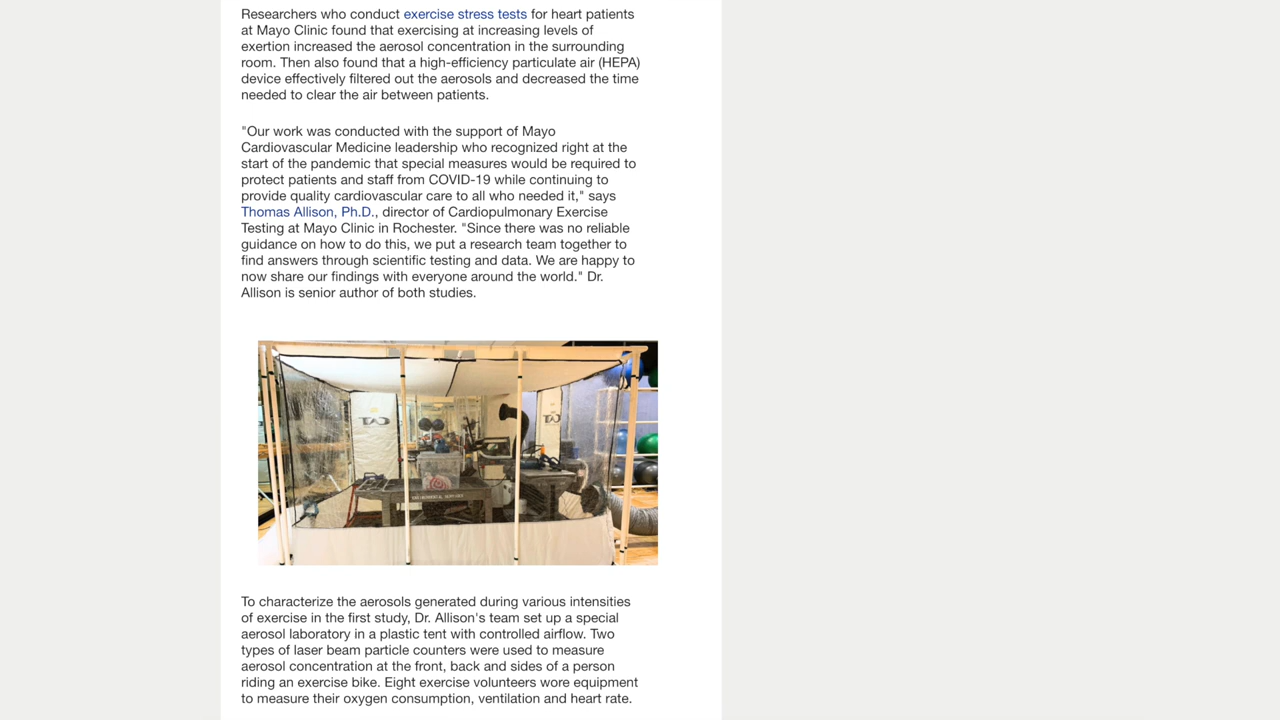 Researchers who conduct exercise stress tests for heart patients
at Mayo Clinic found that exercising at increasing levels of
exertion increased the aerosol concentration in the surrounding
room. Then also found that a high-efficiency particulate air (HEPA)
device effectively filtered out the aerosols and decreased the time
needed to clear the air between patients.
"Our work was conducted with the support of Mayo
Cardiovascular Medicine leadership who recognized right at the
start of the pandemic that special measures would be required to
protect patients and staff from COVID-19 while continuing to
provide quality cardiovascular care to all who needed it," says
Thomas Allison, Ph.D., director of Cardiopulmonary Exercise
Testing at Mayo Clinic in Rochester. "Since there was no reliable
guidance on how to do this, we put a research team together to
find answers through scientific testing and data. We are happy to
now share our findings with everyone around the world." Dr.
Allison is senior author of both studies.
To characterize the aerosols generated during various intensities
of exercise in the first study, Dr. Allison's team set up a special
aerosol laboratory in a plastic tent with controlled airflow. Two
types of laser beam particle counters were used to measure
aerosol concentration at the front, back and sides of a person
riding an exercise bike. Eight exercise volunteers wore equipment
to measure their oxygen consumption, ventilation and heart rate.